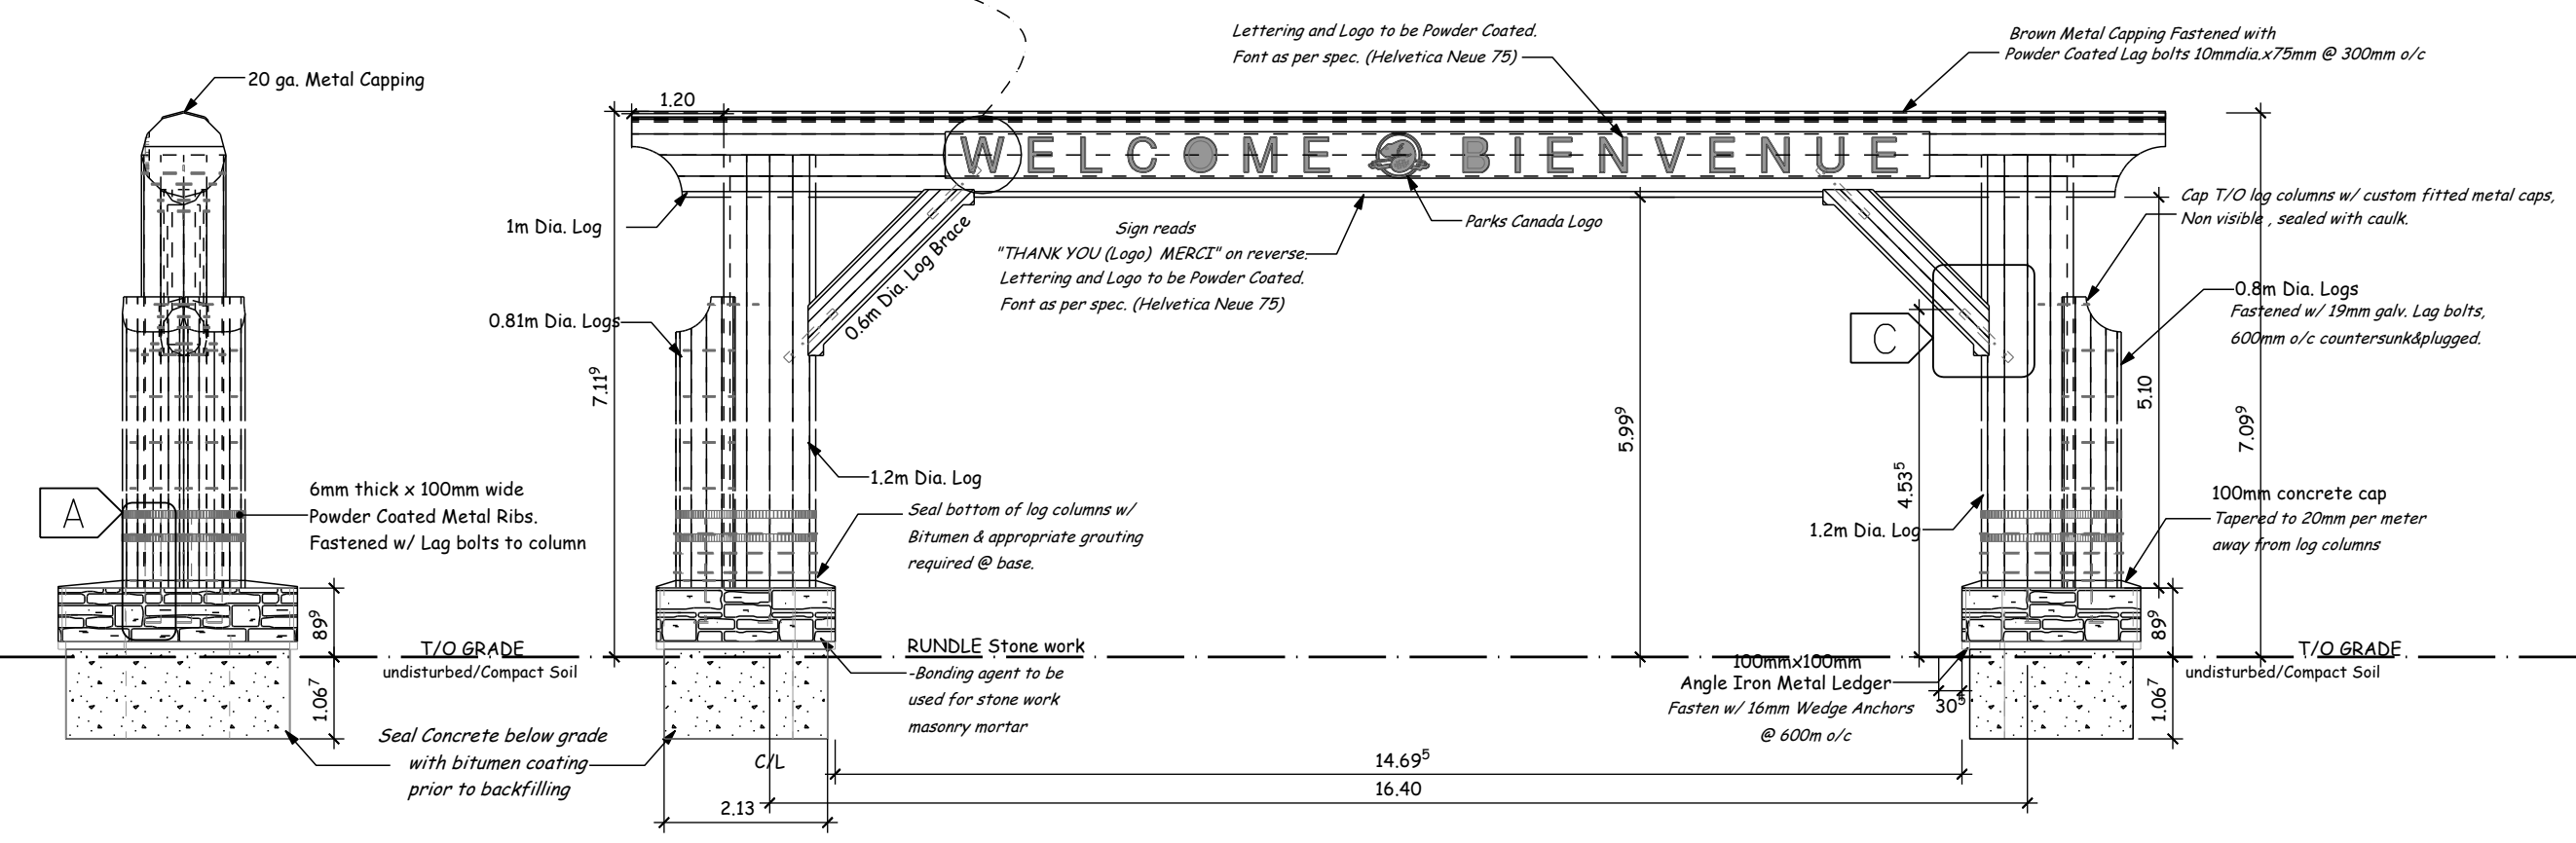 20 ga. Metal Capping
A
6mm thick x 100mm wide
Powder Coated Metal Ribs.
Fastened w/ Lag bolts to column
89⁹
1.06⁷
T/O GRADE
undisturbed/Compact Soil
Seal Concrete below grade
with bitumen coating
prior to backfilling
Lettering and Logo to be Powder Coated.
Font as per spec. (Helvetica Neue 75)
Brown Metal Capping Fastened with
Powder Coated Lag bolts 10mmdia.x75mm @ 300mm o/c
1.20
WELCOME BIENVENUE
1m Dia. Log
Sign reads
"THANK YOU (Logo) MERCI" on reverse.
Lettering and Logo to be Powder Coated.
Font as per spec. (Helvetica Neue 75)
Parks Canada Logo
0.6m Dia. Log Brace
0.81m Dia. Logs
7.11⁹
1.2m Dia. Log
Seal bottom of log columns w/
Bitumen & appropriate grouting
required @ base.
RUNDLE Stone work
-Bonding agent to be
used for stone work
masonry mortar
C/L
2.13
14.69⁵
16.40
5.99⁹
4.53⁵
C
Cap T/O log columns w/ custom fitted metal caps,
Non visible , sealed with caulk.
0.8m Dia. Logs
Fastened w/ 19mm galv. Lag bolts,
600mm o/c countersunk&plugged.
5.10
7.09⁹
1.2m Dia. Log
100mm concrete cap
Tapered to 20mm per meter
away from log columns
100mmx100mm
Angle Iron Metal Ledger
Fasten w/ 16mm Wedge Anchors
@ 600m o/c
30⁵
89⁹
1.06⁷
T/O GRADE
undisturbed/Compact Soil